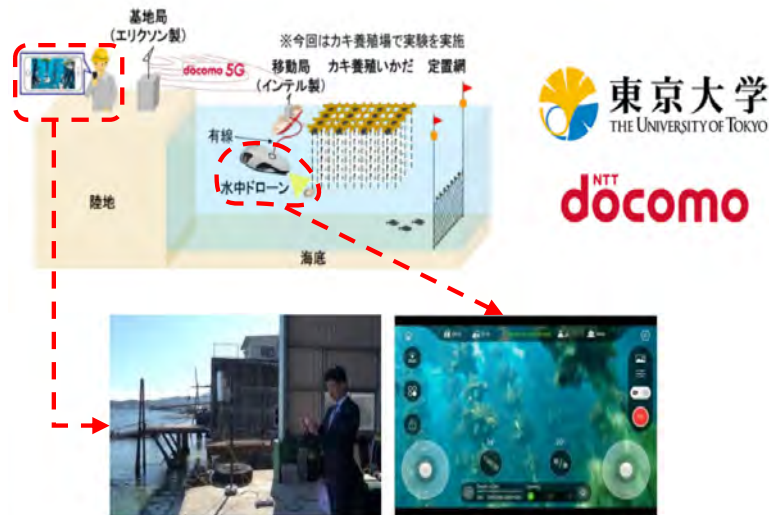 基地局
(エリクソン製)
※今回はカキ養殖場で実験を実施
döcomo 5G
移動局
(インテル製)
カキ養殖いかだ
定置網
有線
水中ドローン
陸地
海底
東京大学
THE UNIVERSITY OF TOKYO
NTT
döcomo